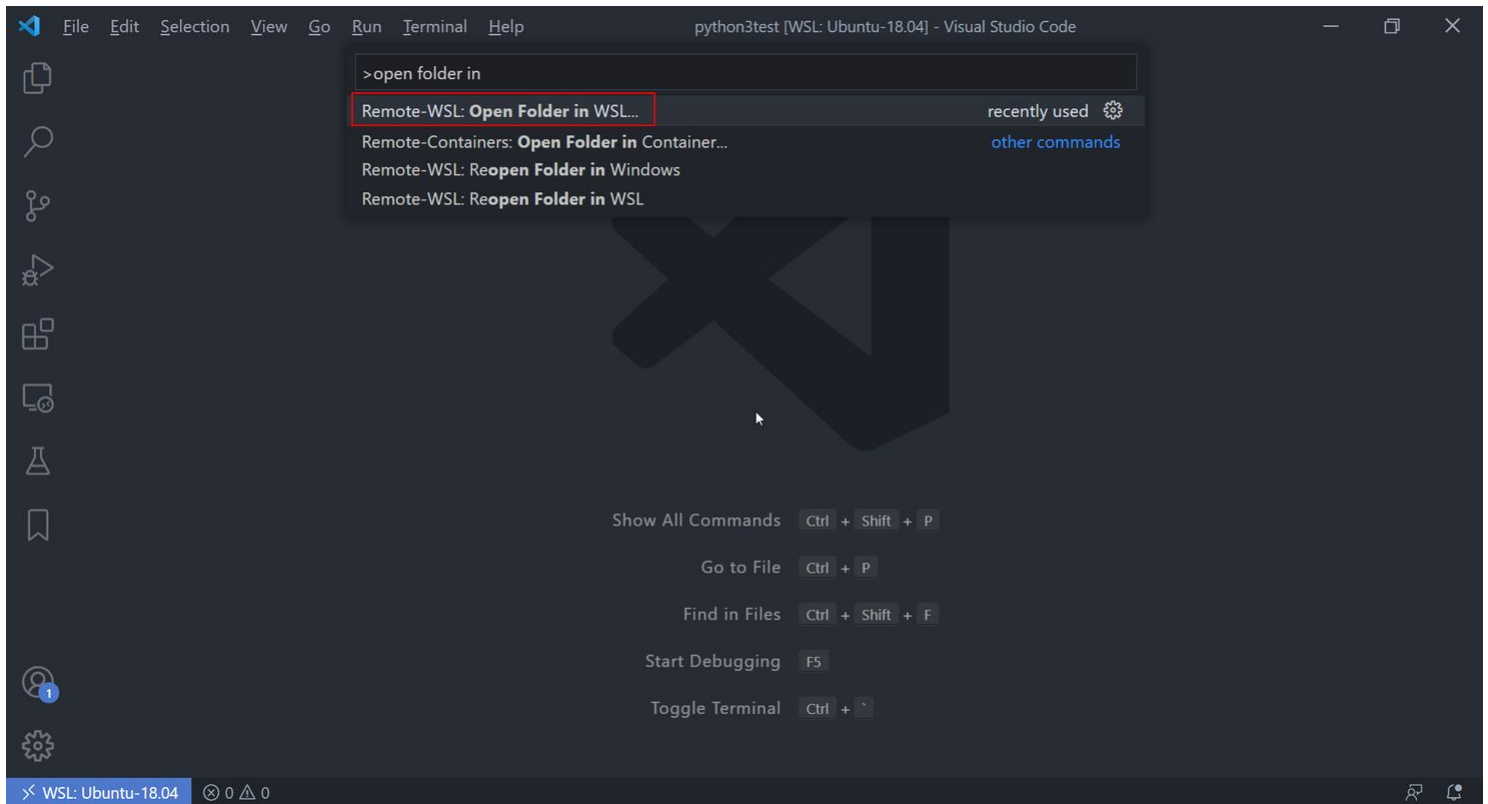 File Edit Selection View Go Run Terminal Help python3test [WSL: Ubuntu-18.04] - Visual Studio Code
>open folder in
Remote-WSL: Open Folder in WSL... recently used
Remote-Containers: Open Folder in Container... other commands
Remote-WSL: Reopen Folder in Windows
Remote-WSL: Reopen Folder in WSL
Show All Commands Ctrl + Shift + P
Go to File Ctrl + P
Find in Files Ctrl + Shift + F
Start Debugging F5
Toggle Terminal Ctrl + `
1
WSL: Ubuntu-18.04 0 0